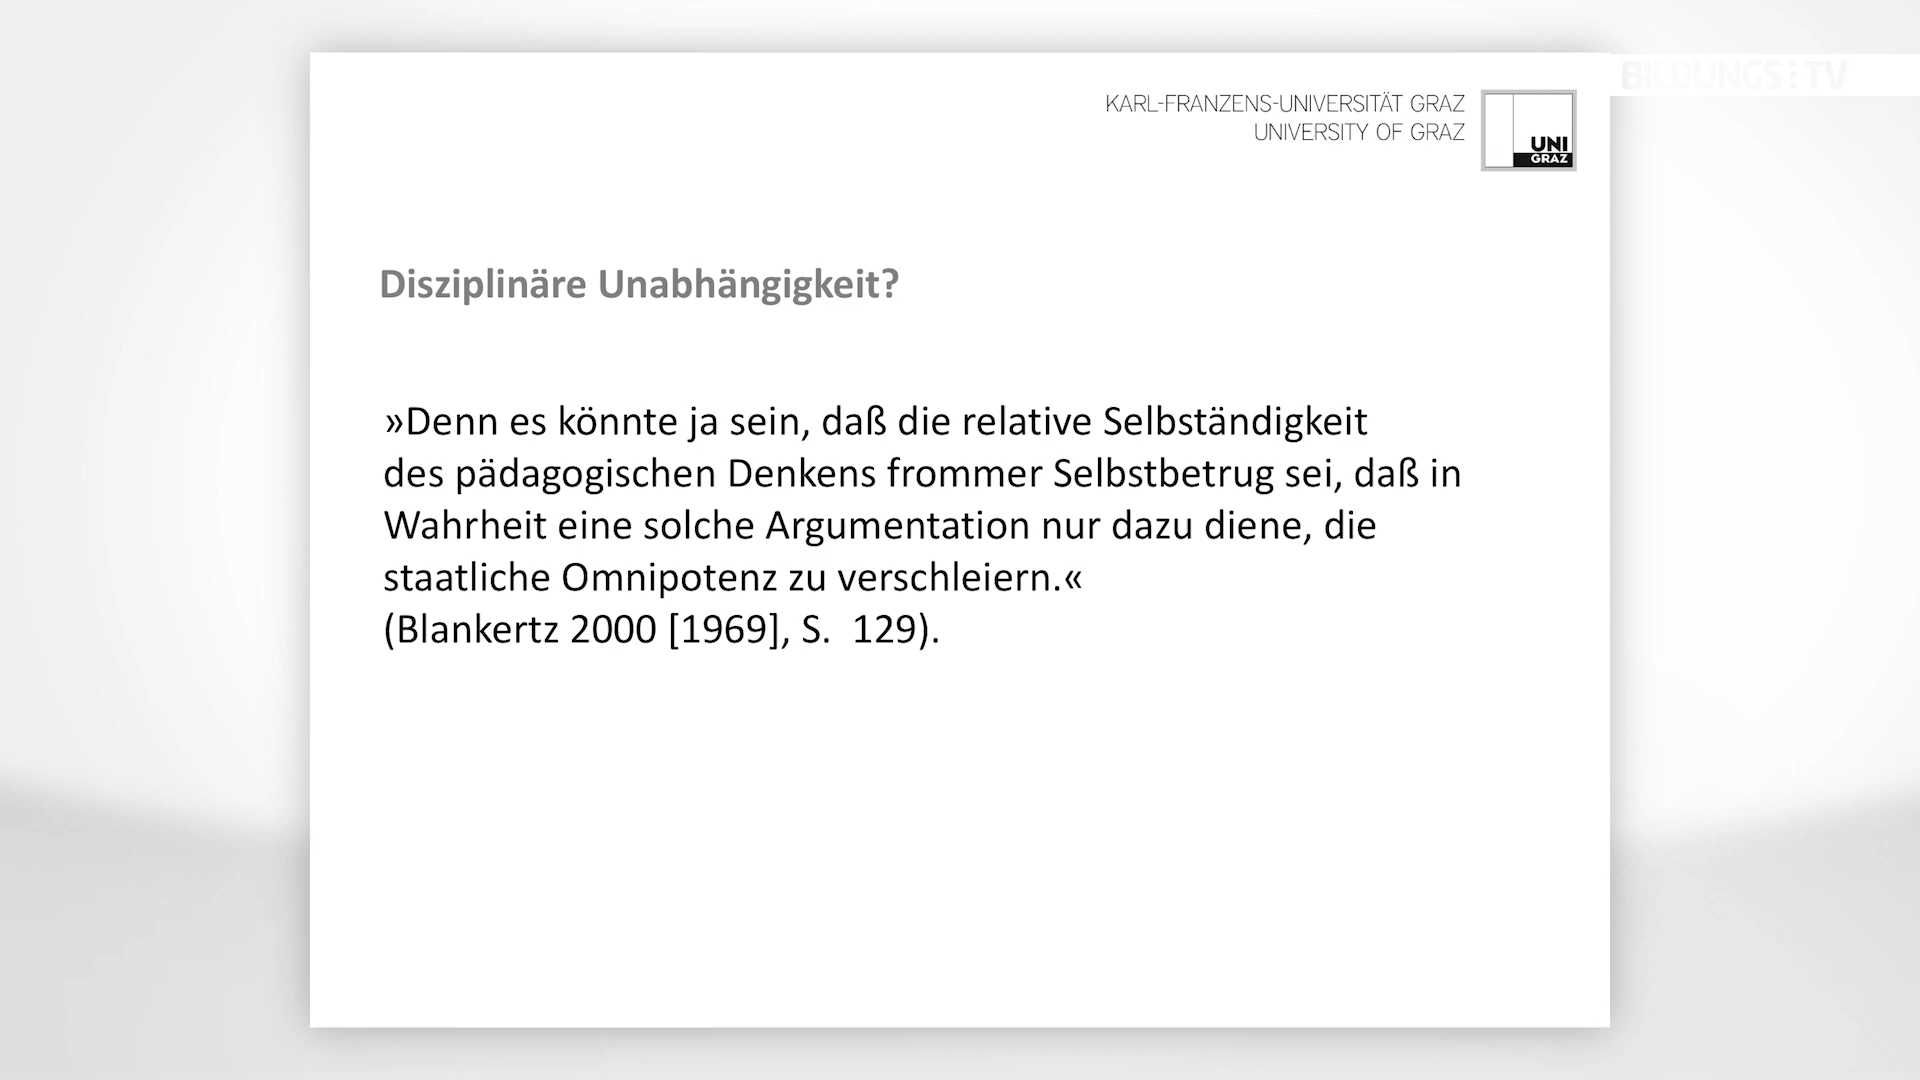 BILDUNGS TV
KARL-FRANZENS-UNIVERSITÄT GRAZ
UNIVERSITY OF GRAZ
UNI
GRAZ
Disziplinäre Unabhängigkeit?
»Denn es könnte ja sein, daß die relative Selbständigkeit
des pädagogischen Denkens frommer Selbstbetrug sei, daß in
Wahrheit eine solche Argumentation nur dazu diene, die
staatliche Omnipotenz zu verschleiern.«
(Blankertz 2000 [1969], S. 129).